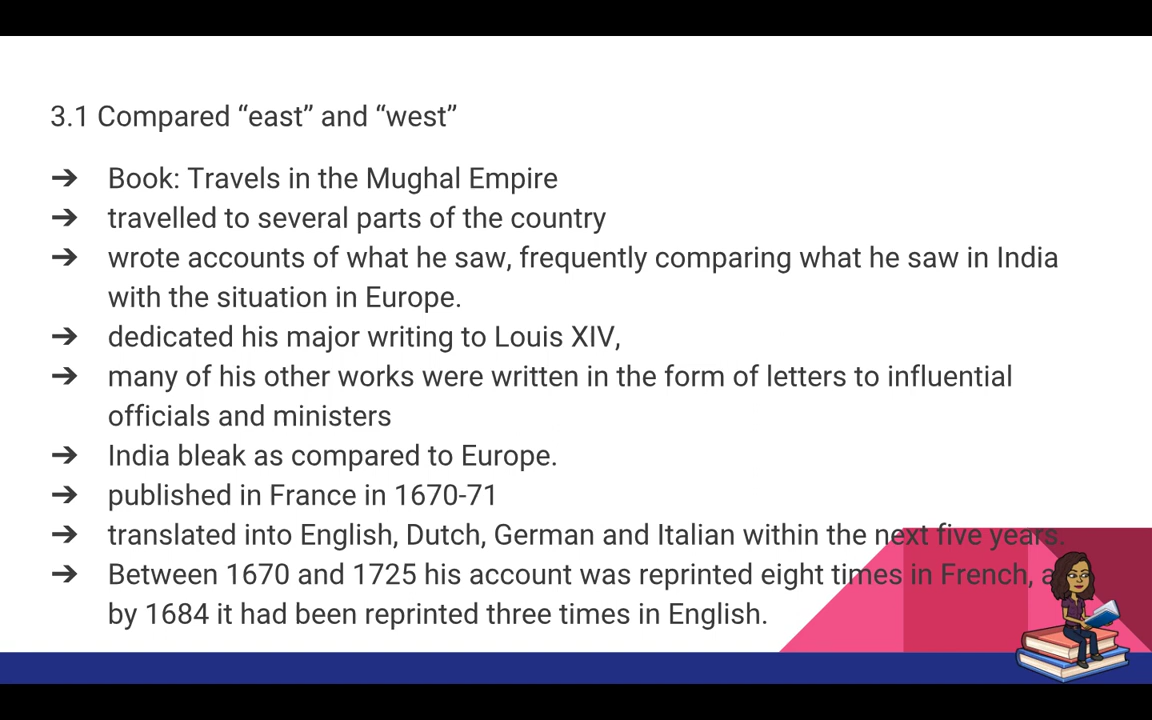 3.1 Compared “east” and “west”
➔ Book: Travels in the Mughal Empire
➔ travelled to several parts of the country
➔ wrote accounts of what he saw, frequently comparing what he saw in India
with the situation in Europe.
➔ dedicated his major writing to Louis XIV,
➔ many of his other works were written in the form of letters to influential
officials and ministers
➔ India bleak as compared to Europe.
➔ published in France in 1670-71
➔ translated into English, Dutch, German and Italian within the next five years.
➔ Between 1670 and 1725 his account was reprinted eight times in French,
by 1684 it had been reprinted three times in English.